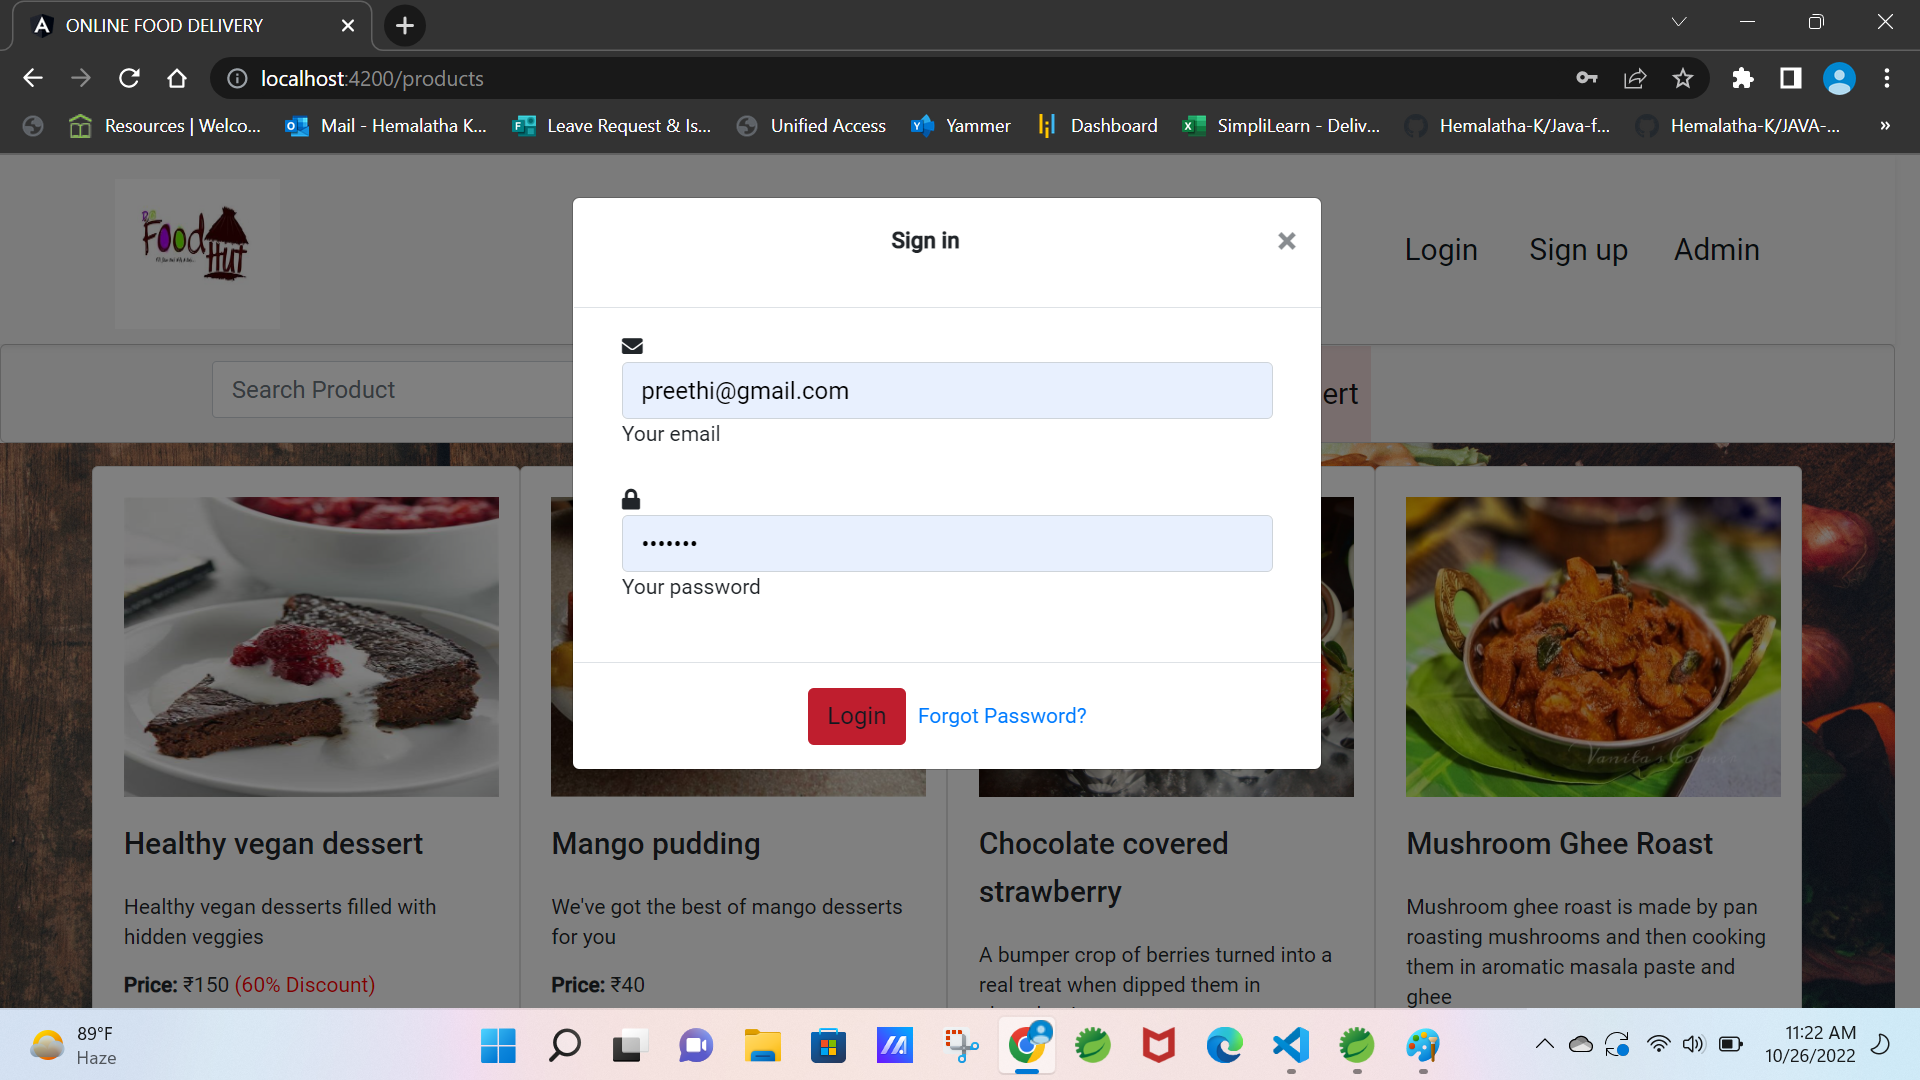 ONLINE FOOD DELIVERY
localhost:4200/products
Resources | Welco...
Mail - Hemalatha K...
Leave Request & Is...
Unified Access
Yammer
Dashboard
SimpliLearn - Deliv...
Hemalatha-K/Java-f...
Hemalatha-K/JAVA-...
»
Food
Hut
Login
Sign up
Admin
Search Product
ert
Sign in
preethi@gmail.com
Your email
•••••••
Your password
Login
Forgot Password?
Vanita's Corner
Healthy vegan dessert
Healthy vegan desserts filled with
hidden veggies
Price: ₹150 (60% Discount)
Mango pudding
We've got the best of mango desserts
for you
Price: ₹40
Chocolate covered
strawberry
A bumper crop of berries turned into a
real treat when dipped them in
Mushroom Ghee Roast
Mushroom ghee roast is made by pan
roasting mushrooms and then cooking
them in aromatic masala paste and
ghee
89°F
Haze
11:22 AM
10/26/2022